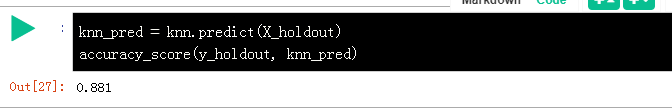 Markdown Code
knn_pred = knn.predict(X_holdout)
accuracy_score(y_holdout, knn_pred)
Out[27]: 0.881